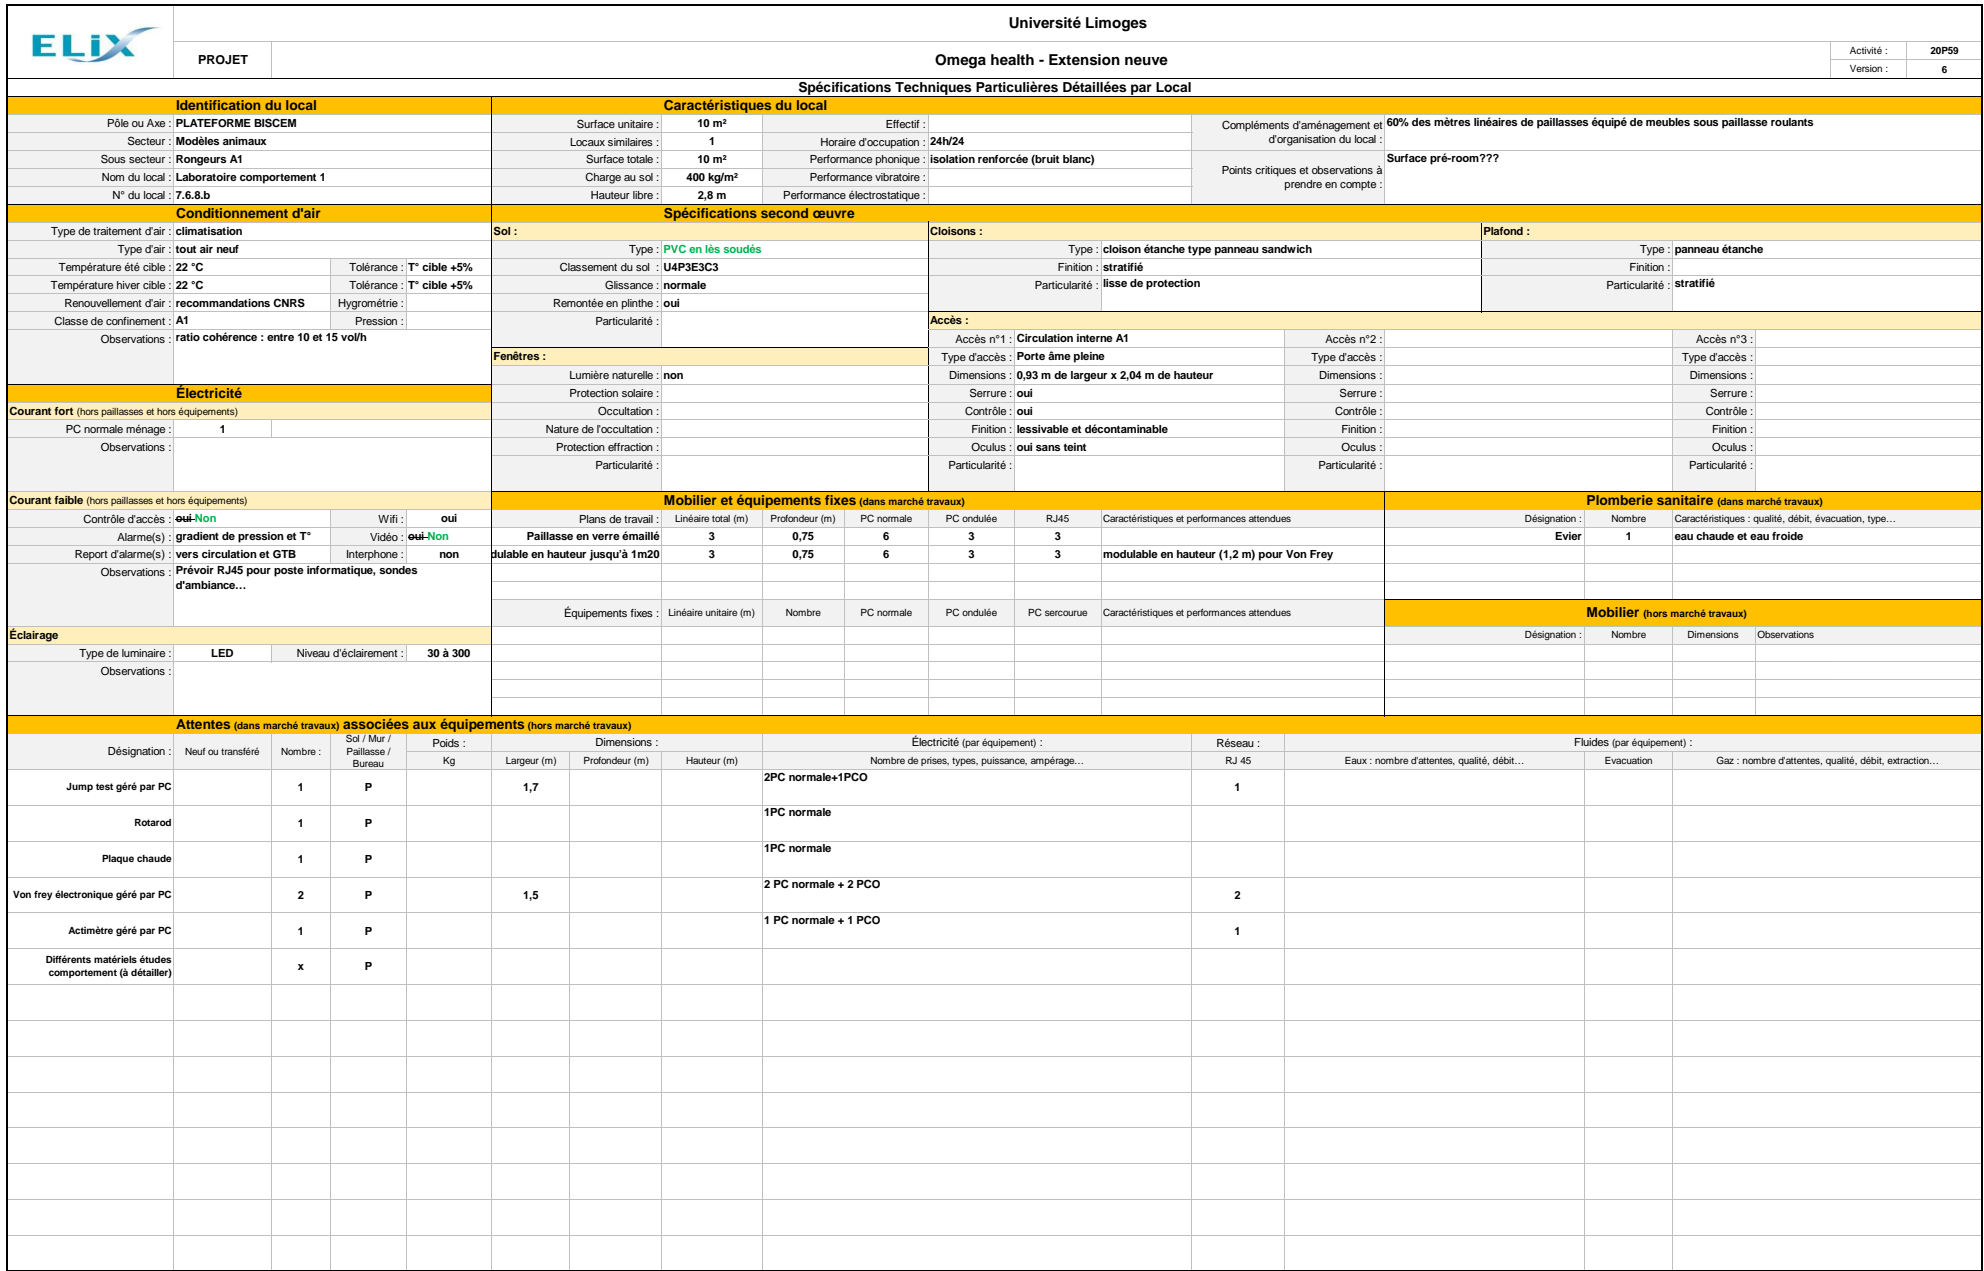 ELiX
Université Limoges
PROJET
Omega health - Extension neuve
Activité : 20P59
Version : 6
Spécifications Techniques Particulières Détaillées par Local
Identification du local
Pôle ou Axe : PLATEFORME BISCEM
Secteur : Modèles animaux
Sous secteur : Rongeurs A1
Nom du local : Laboratoire comportement 1
N° du local : 7.6.8.b
Caractéristiques du local
Surface unitaire : 10 m²
Locaux similaires : 1
Surface totale : 10 m²
Charge au sol : 400 kg/m²
Hauteur libre : 2,8 m
Effectif :
Horaire d'occupation : 24h/24
Performance phonique : isolation renforcée (bruit blanc)
Performance vibratoire :
Performance électrostatique :
Compléments d'aménagement et d'organisation du local : 60% des mètres linéaires de paillasses équipé de meubles sous paillasse roulants
Points critiques et observations à prendre en compte : Surface pré-room???
Conditionnement d'air
Type de traitement d'air : climatisation
Type d'air : tout air neuf
Température été cible : 22 °C Tolérance : T° cible +5%
Température hiver cible : 22 °C Tolérance : T° cible +5%
Renouvellement d'air : recommandations CNRS Hygrométrie :
Classe de confinement : A1 Pression :
Observations : ratio cohérence : entre 10 et 15 vol/h
Spécifications second œuvre
Sol :
Type : PVC en lès soudés
Classement du sol : U4P3E3C3
Glissance : normale
Remontée en plinthe : oui
Particularité :
Cloisons :
Type : cloison étanche type panneau sandwich
Finition : stratifié
Particularité : lisse de protection
Plafond :
Type : panneau étanche
Finition :
Particularité : stratifié
Fenêtres :
Lumière naturelle : non
Protection solaire :
Occultation :
Nature de l'occultation :
Protection effraction :
Particularité :
Accès :
Accès n°1 : Circulation interne A1
Type d'accès : Porte âme pleine
Dimensions : 0,93 m de largeur x 2,04 m de hauteur
Serrure : oui
Contrôle : oui
Finition : lessivable et décontaminable
Oculus : oui sans teint
Particularité :
Accès n°2 :
Type d'accès :
Dimensions :
Serrure :
Contrôle :
Finition :
Oculus :
Particularité :
Accès n°3 :
Type d'accès :
Dimensions :
Serrure :
Contrôle :
Finition :
Oculus :
Particularité :
Électricité
Courant fort (hors paillasses et hors équipements)
PC normale ménage : 1
Observations :
Courant faible (hors paillasses et hors équipements)
Contrôle d'accès : oui Non Wifi : oui
Alarme(s) : gradient de pression et T° Vidéo : oui Non
Report d'alarme(s) : vers circulation et GTB Interphone : non
Observations : Prévoir RJ45 pour poste informatique, sondes
d'ambiance…
Éclairage
Type de luminaire : LED Niveau d'éclairement : 30 à 300
Observations :
Mobilier et équipements fixes (dans marché travaux)
Plans de travail : Linéaire total (m) Profondeur (m) PC normale PC ondulée RJ45 Caractéristiques et performances attendues
Paillasse en verre émaillé 3 0,75 6 3 3
dulable en hauteur jusqu'à 1m20 3 0,75 6 3 3 modulable en hauteur (1,2 m) pour Von Frey
Équipements fixes : Linéaire unitaire (m) Nombre PC normale PC ondulée PC sercourue Caractéristiques et performances attendues
Plomberie sanitaire (dans marché travaux)
Désignation : Nombre Caractéristiques : qualité, débit, évacuation, type…
Evier 1 eau chaude et eau froide
Mobilier (hors marché travaux)
Désignation : Nombre Dimensions Observations
Attentes (dans marché travaux) associées aux équipements (hors marché travaux)
Désignation : Neuf ou transféré Nombre : Sol / Mur / Paillasse / Bureau Poids : Dimensions : Électricité (par équipement) : Réseau : Fluides (par équipement) :
Kg Largeur (m) Profondeur (m) Hauteur (m) Nombre de prises, types, puissance, ampérage… RJ 45 Eaux : nombre d'attentes, qualité, débit… Evacuation Gaz : nombre d'attentes, qualité, débit, extraction…
Jump test géré par PC 1 P 1,7 2PC normale+1PCO 1
Rotarod 1 P 1PC normale
Plaque chaude 1 P 1PC normale
Von frey électronique géré par PC 2 P 1,5 2 PC normale + 2 PCO 2
Actimètre géré par PC 1 P 1 PC normale + 1 PCO 1
Différents matériels études
comportement (à détailler) x P